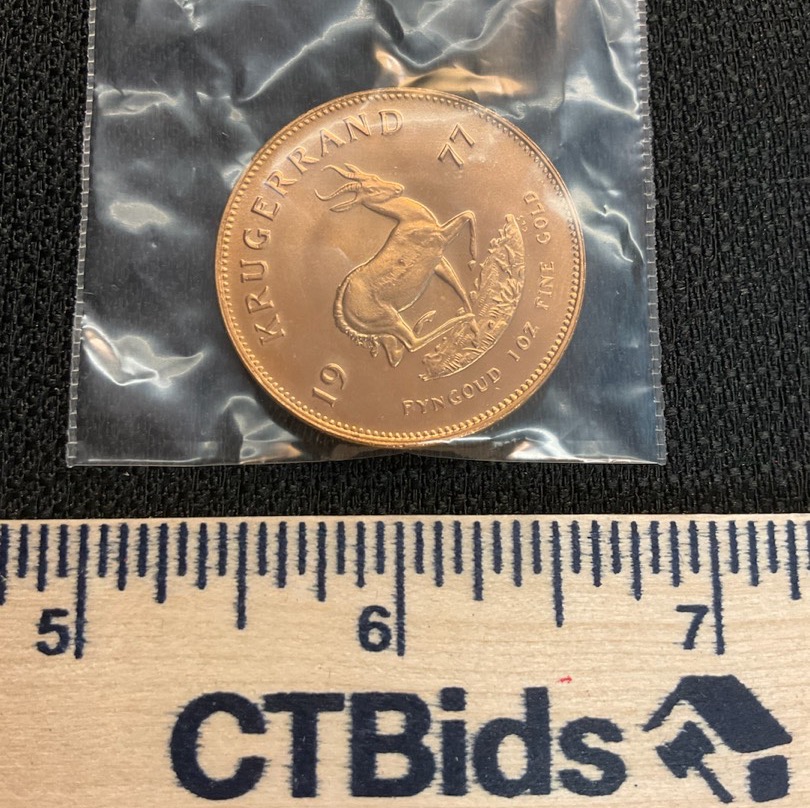 KRUGERRAND
19 77
FYNGOUD 1 OZ FINE GOLD
5 6 7
CTBids